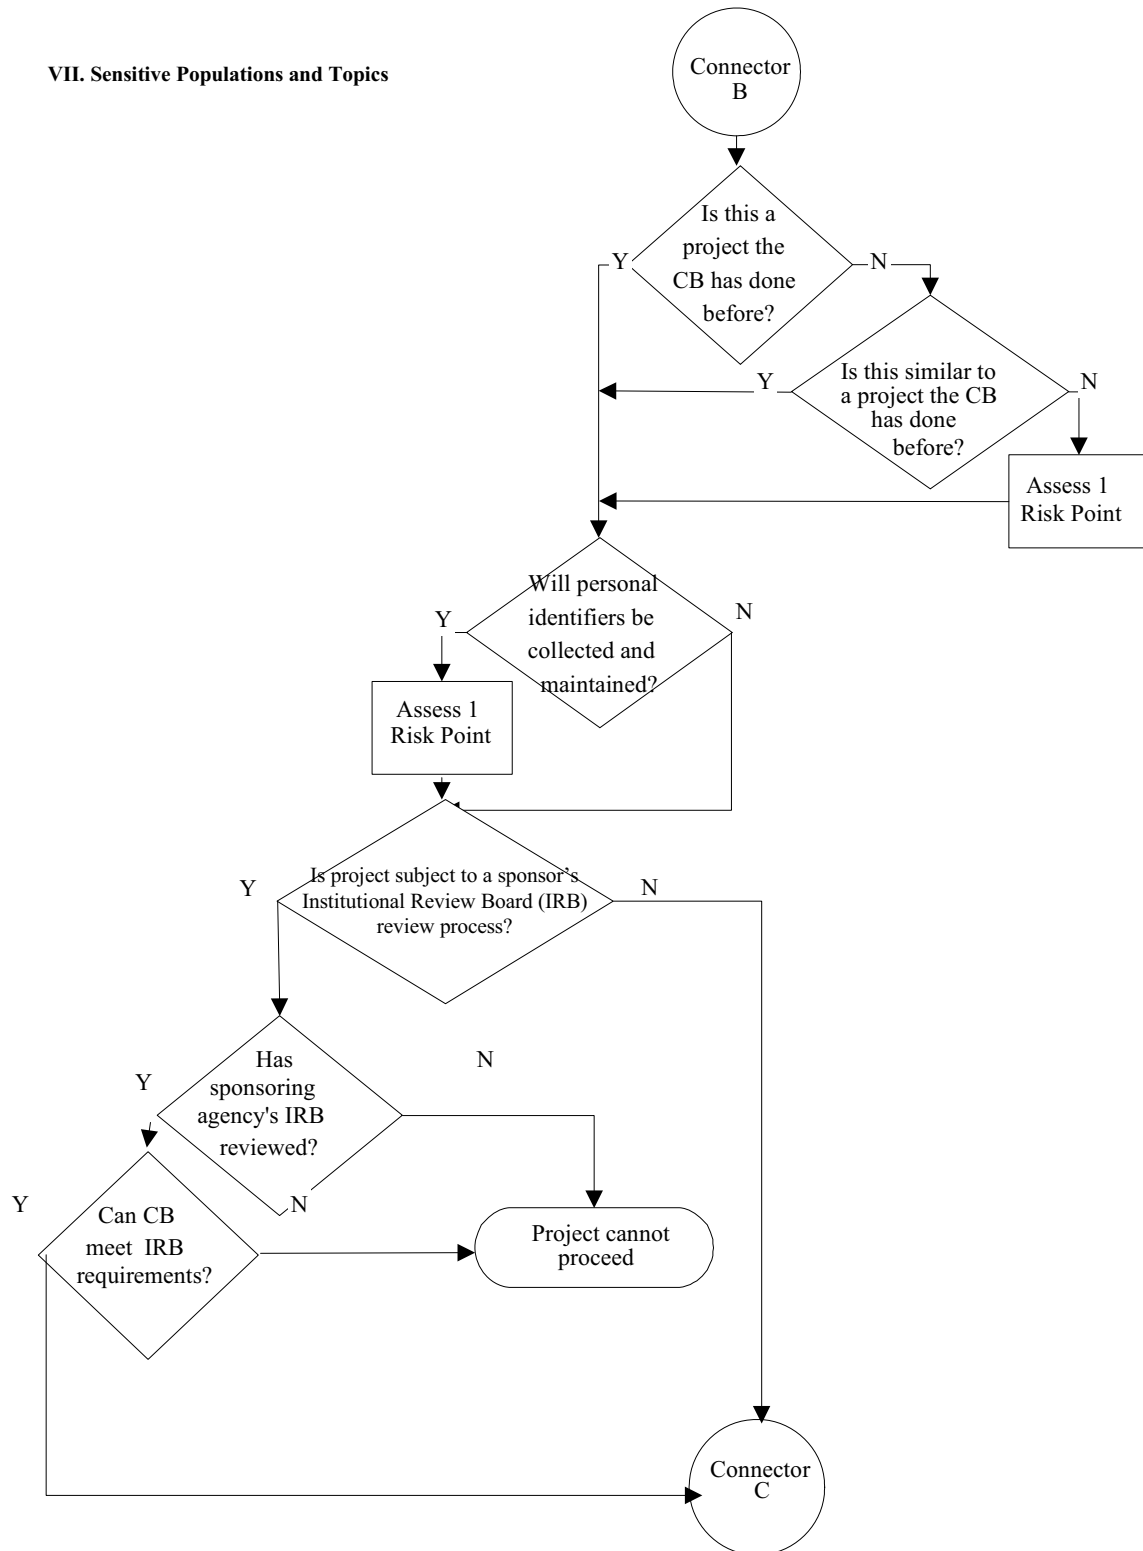 VII. Sensitive Populations and Topics
Connector
B
Is this a
project the
CB has done
before?
Y
N
Is this similar to
a project the CB
has done
before?
Y
N
Assess 1
Risk Point
Will personal
identifiers be
collected and
maintained?
Y
N
Assess 1
Risk Point
Is project subject to a sponsor’s
Institutional Review Board (IRB)
review process?
Y
N
Has
sponsoring
agency's IRB
reviewed?
Y
N
Can CB
meet IRB
requirements?
Y
N
Project cannot
proceed
Connector
C